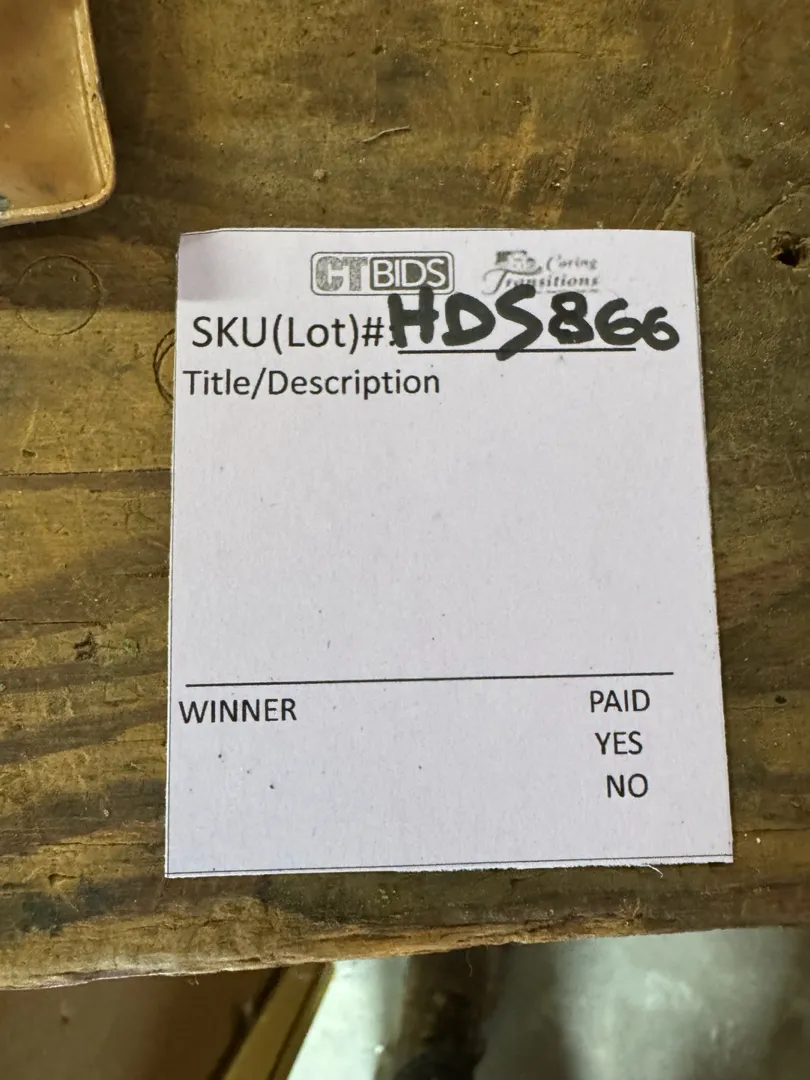 CTBIDS Caring Transitions
SKU(Lot)#: HDS866
Title/Description
WINNER PAID
YES
NO